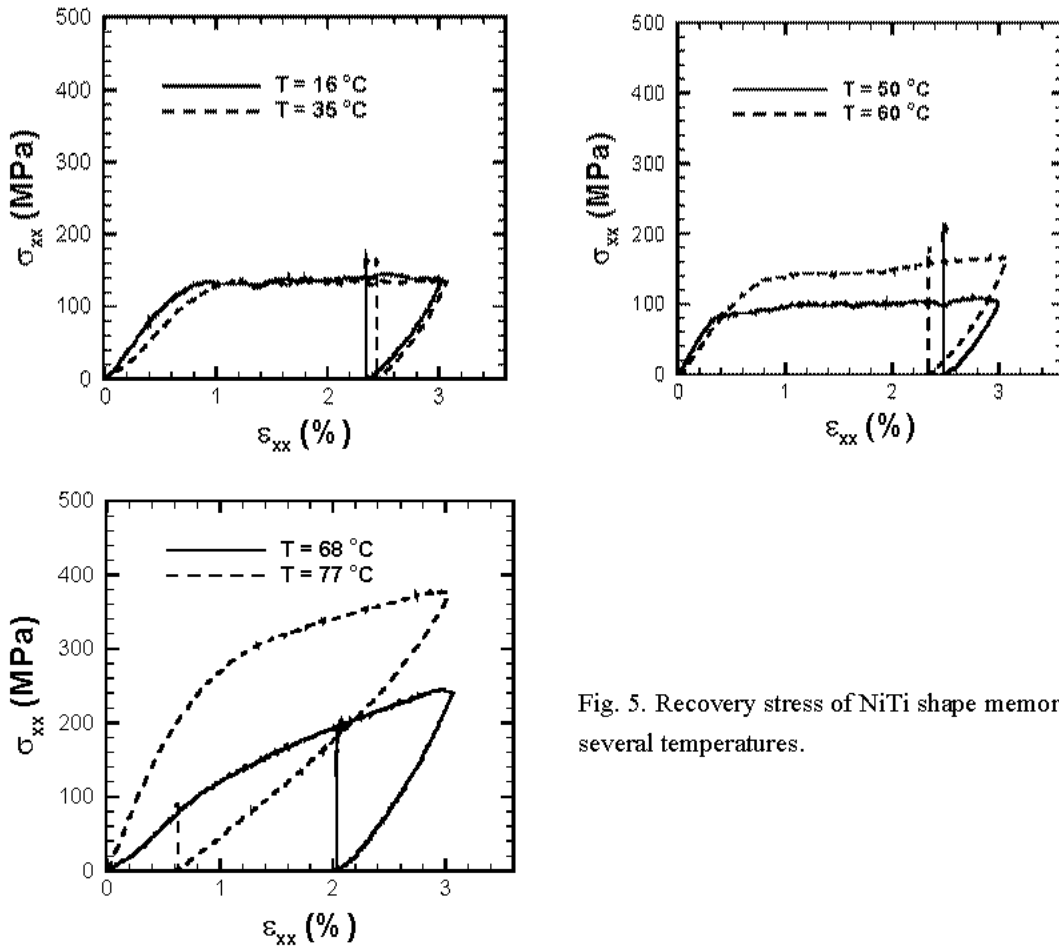 500
400
300
200
100
0
σxx (MPa)
T = 16 °C
T = 35 °C
0 1 2 3
εxx (%)
500
400
300
200
100
0
σxx (MPa)
T = 50 °C
T = 60 °C
0 1 2 3
εxx (%)
500
400
300
200
100
0
σxx (MPa)
T = 68 °C
T = 77 °C
0 1 2 3
εxx (%)
Fig. 5. Recovery stress of NiTi shape memor
several temperatures.